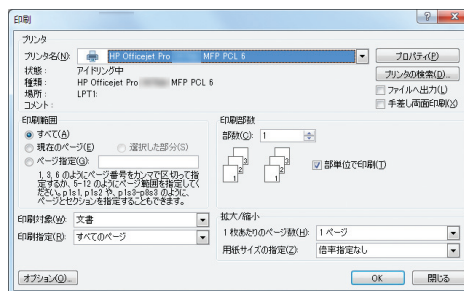 印刷
プリンタ
プリンタ名(N): HP Officejet Pro MFP PCL 6 プロパティ(P)
状態: アイドリング中 プリンタの検索(D)...
種類: HP Officejet Pro MFP PCL 6
場所: LPT1: ファイルへ出力(L)
コメント: 手差し両面印刷(X)
印刷範囲
すべて(A)
現在のページ(E) 選択した部分(S)
ページ指定(G):
1, 3, 6 のようにページ番号をカンマで区切って指
定するか、5-12 のようにページ範囲を指定してく
ださい。p1s1, p1s2 や、p1s3-p8s3 のように、
ページとセクションを指定することもできます。
印刷部数
部数(C): 1
部単位で印刷(T)
印刷対象(W): 文書
印刷指定(R): すべてのページ
拡大/縮小
1 枚あたりのページ数(H): 1 ページ
用紙サイズの指定(Z): 倍率指定なし
オプション(O)... OK 閉じる